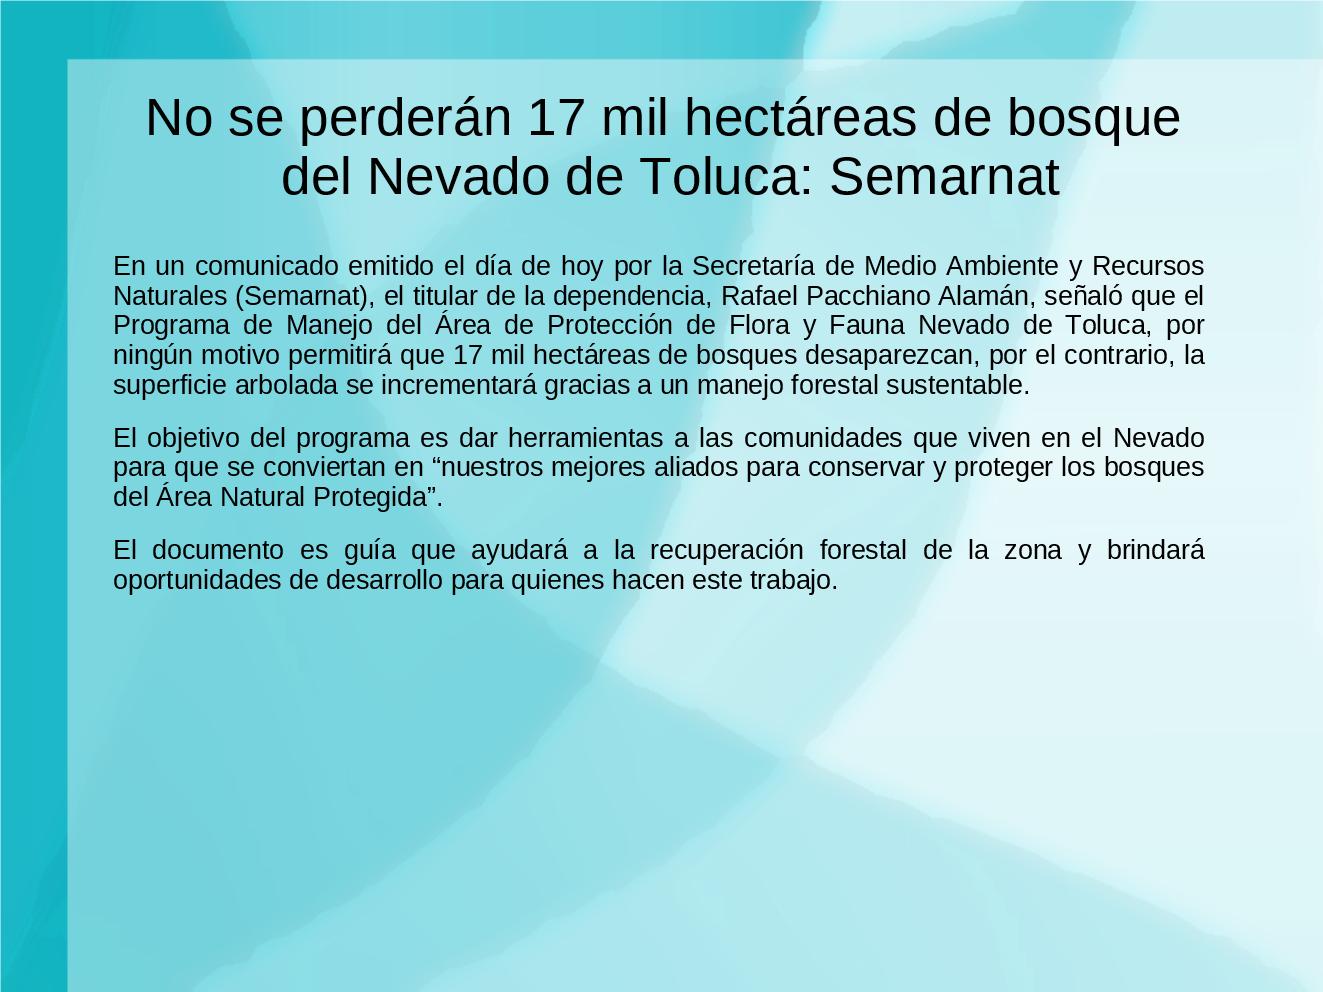 No se perderán 17 mil hectáreas de bosque
del Nevado de Toluca: Semarnat
En un comunicado emitido el día de hoy por la Secretaría de Medio Ambiente y Recursos
Naturales (Semarnat), el titular de la dependencia, Rafael Pacchiano Alamán, señaló que el
Programa de Manejo del Área de Protección de Flora y Fauna Nevado de Toluca, por
ningún motivo permitirá que 17 mil hectáreas de bosques desaparezcan, por el contrario, la
superficie arbolada se incrementará gracias a un manejo forestal sustentable.
El objetivo del programa es dar herramientas a las comunidades que viven en el Nevado
para que se conviertan en “nuestros mejores aliados para conservar y proteger los bosques
del Área Natural Protegida”.
El documento es guía que ayudará a la recuperación forestal de la zona y brindará
oportunidades de desarrollo para quienes hacen este trabajo.